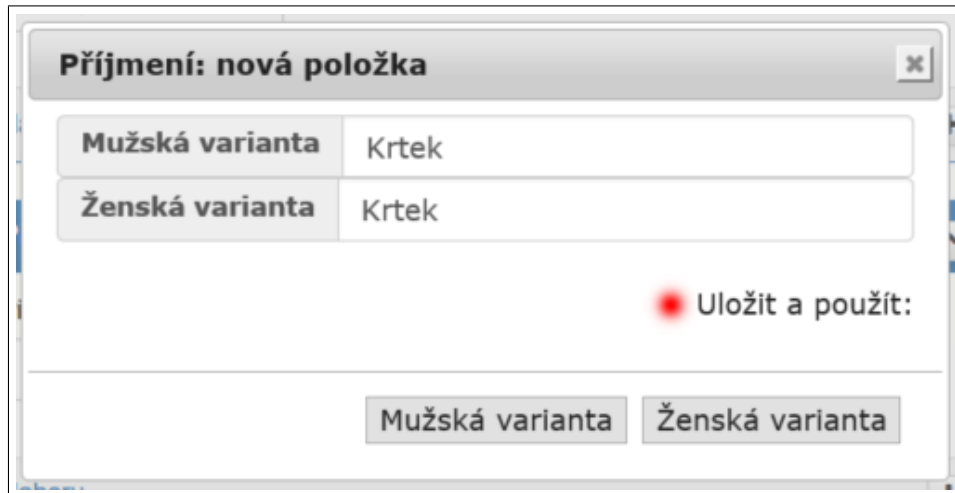 Příjmení: nová položka
Mužská varianta Krtek
Ženská varianta Krtek
Uložit a použít:
Mužská varianta Ženská varianta